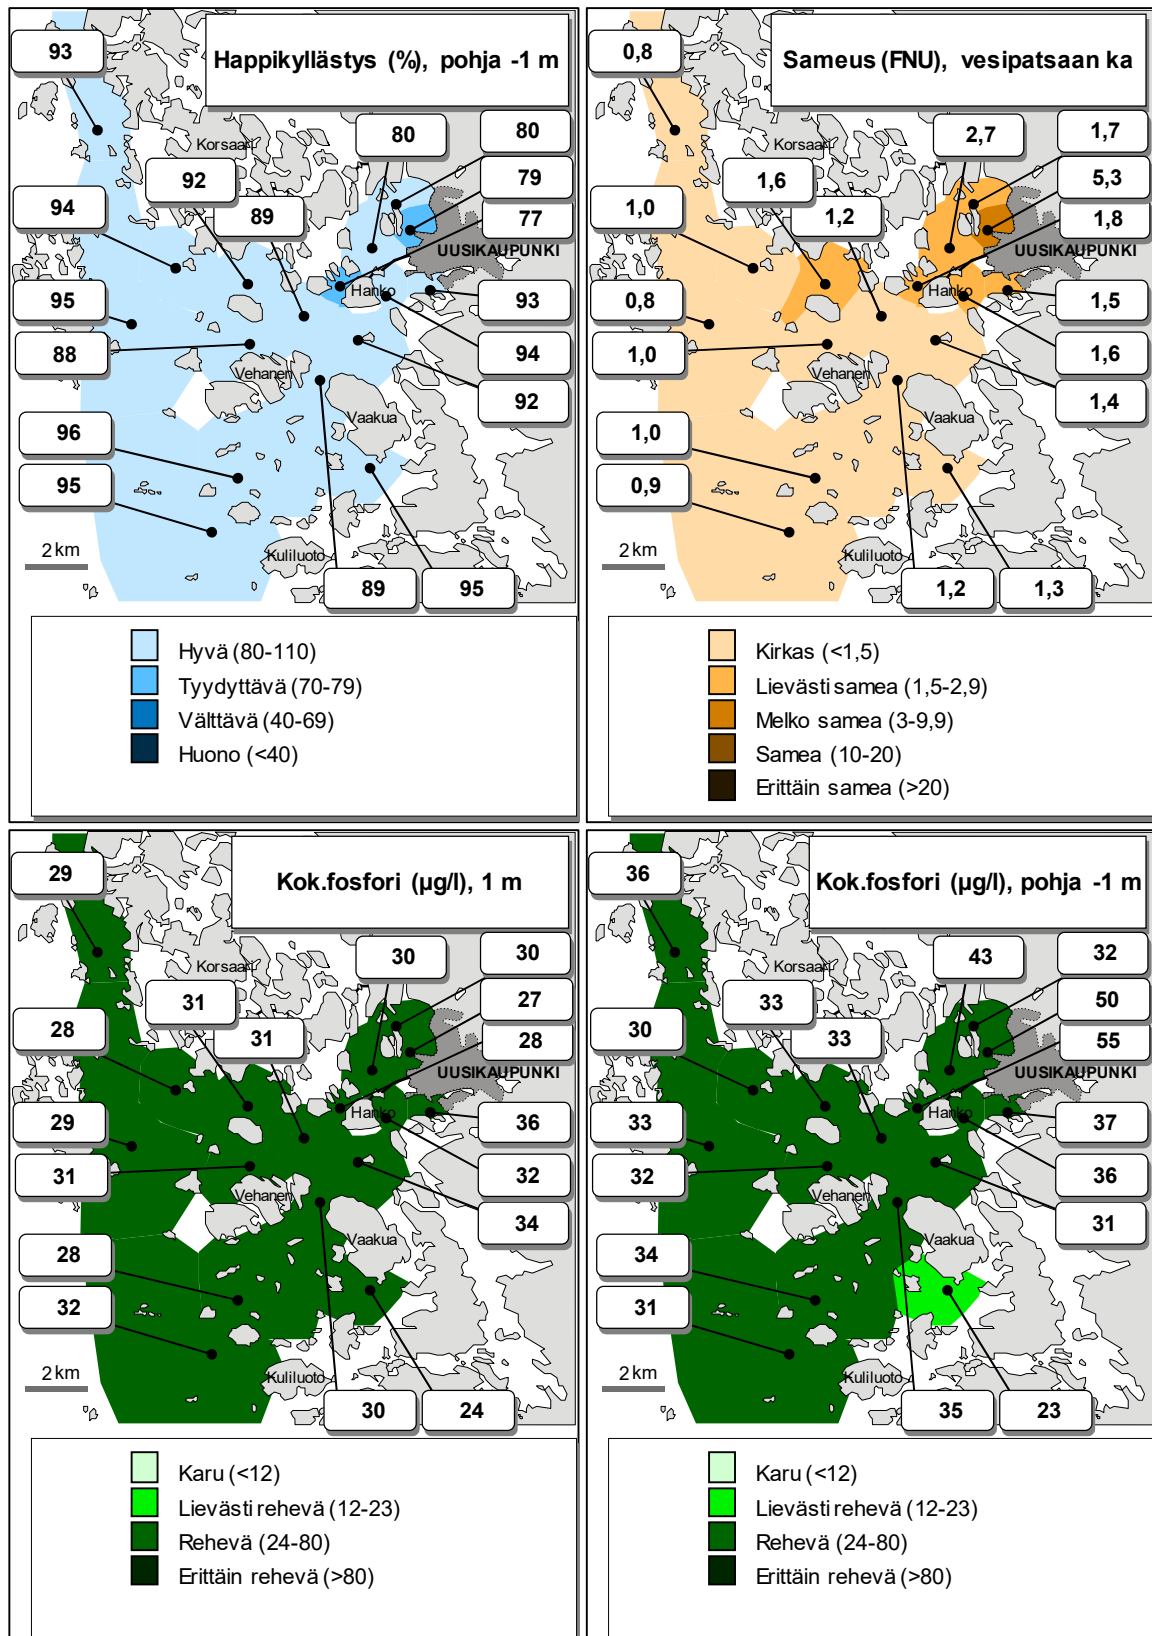 Happikyllästys (%), pohja -1 m
93
80
80
Korsaari
92
79
94
89
77
UUSIKAUPUNKI
Hanko
95
93
88
94
Vehanen
92
Vaakua
96
95
2 km
Kuliluoto
89
95
Hyvä (80-110)
Tyydyttävä (70-79)
Välttävä (40-69)
Huono (<40)
Sameus (FNU), vesipatsaan ka
0,8
2,7
1,7
Korsaari
1,6
5,3
1,0
1,2
1,8
UUSIKAUPUNKI
Hanko
0,8
1,5
1,0
1,6
Vehanen
1,4
Vaakua
1,0
0,9
2 km
Kuliluoto
1,2
1,3
Kirkas (<1,5)
Lievästi samea (1,5-2,9)
Melko samea (3-9,9)
Samea (10-20)
Erittäin samea (>20)
Kok.fosfori (µg/l), 1 m
29
30
30
Korsaari
31
27
28
31
28
UUSIKAUPUNKI
Hanko
29
36
31
32
Vehanen
34
Vaakua
28
32
2 km
Kuliluoto
30
24
Karu (<12)
Lievästi rehevä (12-23)
Rehevä (24-80)
Erittäin rehevä (>80)
Kok.fosfori (µg/l), pohja -1 m
36
43
32
Korsaari
33
50
30
33
55
UUSIKAUPUNKI
Hanko
33
37
32
36
Vehanen
31
Vaakua
34
31
2 km
Kuliluoto
35
23
Karu (<12)
Lievästi rehevä (12-23)
Rehevä (24-80)
Erittäin rehevä (>80)